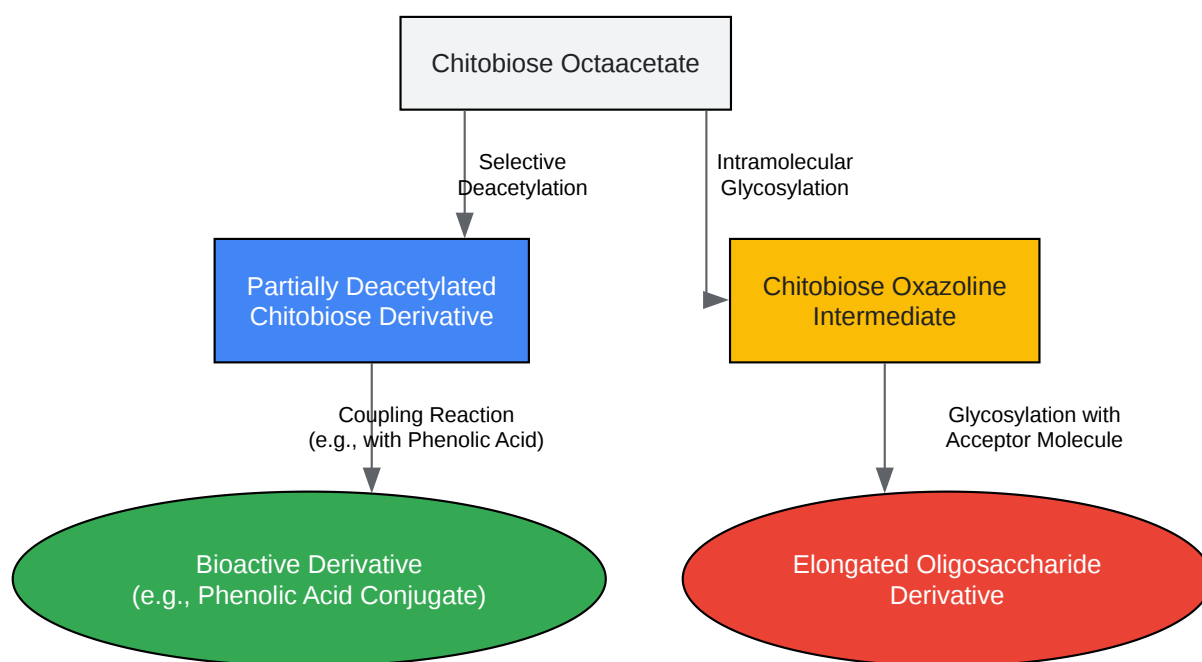 Chitobiose Octaacetate
Selective
Deacetylation
Intramolecular
Glycosylation
Partially Deacetylated
Chitobiose Derivative
Chitobiose Oxazoline
Intermediate
Coupling Reaction
(e.g., with Phenolic Acid)
Glycosylation with
Acceptor Molecule
Bioactive Derivative
(e.g., Phenolic Acid Conjugate)
Elongated Oligosaccharide
Derivative